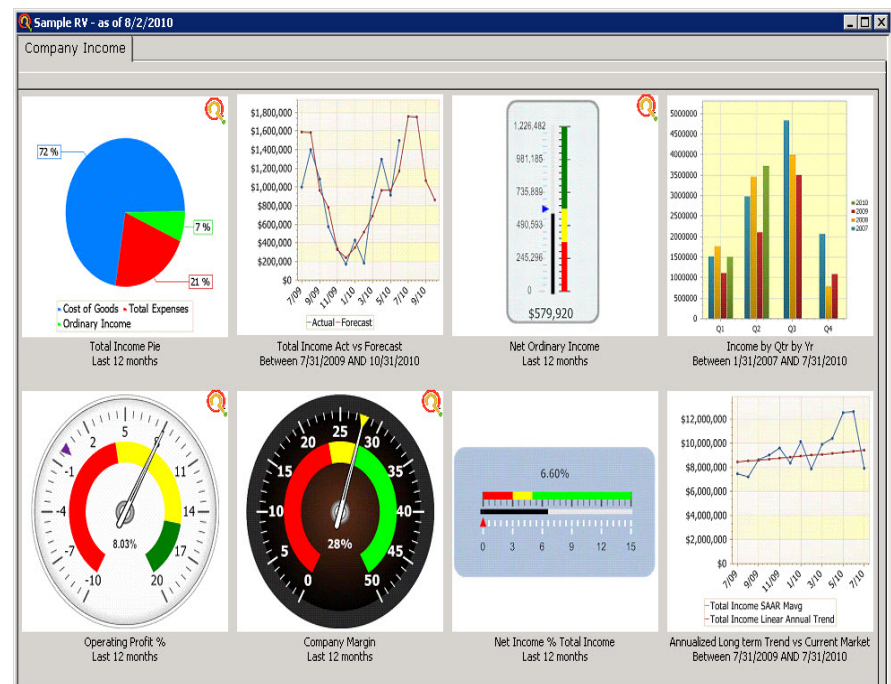 Sample RV - as of 8/2/2010
Company Income
72 %
7 %
21 %
Cost of Goods Total Expenses
Ordinary Income
Total Income Pie
Last 12 months
$1,800,000
$1,600,000
$1,400,000
$1,200,000
$1,000,000
$800,000
$600,000
$400,000
$200,000
$0
7/09 9/09 11/09 1/10 3/10 5/10 7/10 9/10
Actual Forecast
Total Income Act vs Forecast
Between 7/31/2009 AND 10/31/2010
1,226,482
981,185
735,889
490,593
245,296
0
$579,920
Net Ordinary Income
Last 12 months
5000000
4500000
4000000
3500000
3000000
2500000
2000000
1500000
1000000
500000
0
Q1 Q2 Q3 Q4
2010
2009
2008
2007
Income by Qtr by Yr
Between 1/31/2007 AND 7/31/2010
-10 -7 -4 -1 2 5 8 11 14 17 20
8.03%
Operating Profit %
Last 12 months
0 5 10 15 20 25 30 35 40 45 50
28%
Company Margin
Last 12 months
6.60%
0 3 6 9 12 15
Net Income % Total Income
Last 12 months
$12,000,000
$10,000,000
$8,000,000
$6,000,000
$4,000,000
$2,000,000
$0
7/09 9/09 11/09 1/10 3/10 5/10 7/10
Total Income SAAR Mavg
Total Income Linear Annual Trend
Annualized Long term Trend vs Current Market
Between 7/31/2009 AND 7/31/2010